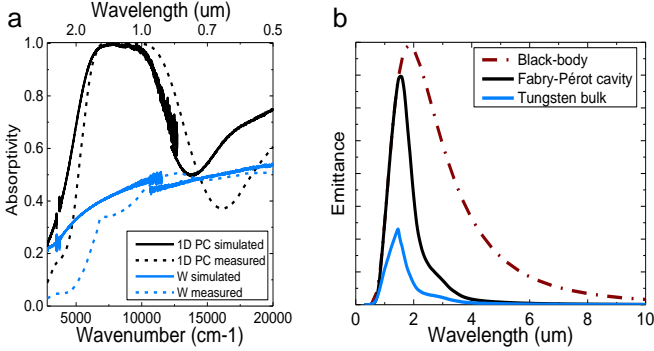 a
Wavelength (um)
2.0 1.0 0.7 0.5
1.0
0.8
0.6
0.4
0.2
0.0
Absorptivity
1D PC simulated
1D PC measured
W simulated
W measured
5000 10000 15000 20000
Wavenumber (cm-1)
b
Black-body
Fabry-Pérot cavity
Tungsten bulk
Emittance
0 2 4 6 8 10
Wavelength (um)